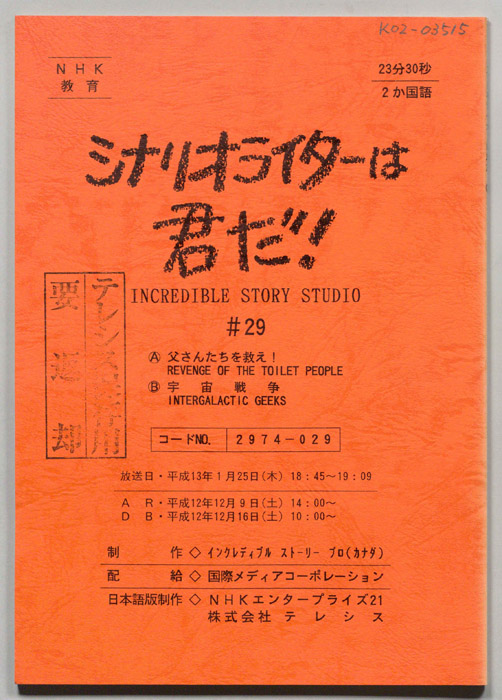 K02-03515
NHK
教育
23分30秒
2か国語
シナリオライターは
君だ!
INCREDIBLE STORY STUDIO
#29
Ⓐ 父さんたちを救え!
REVENGE OF THE TOILET PEOPLE
Ⓑ 宇宙戦争
INTERGALACTIC GEEKS
要返却
コードNO. 2974-029
放送日・平成13年1月25日(木) 18:45~19:09
AR・平成12年12月9日(土) 14:00~
DB・平成12年12月16日(土) 10:00~
制作◇インクレディブル ストーリー プロ(カナダ)
配給◇国際メディアコーポレーション
日本語版制作◇NHKエンタープライズ21
株式会社テレシス